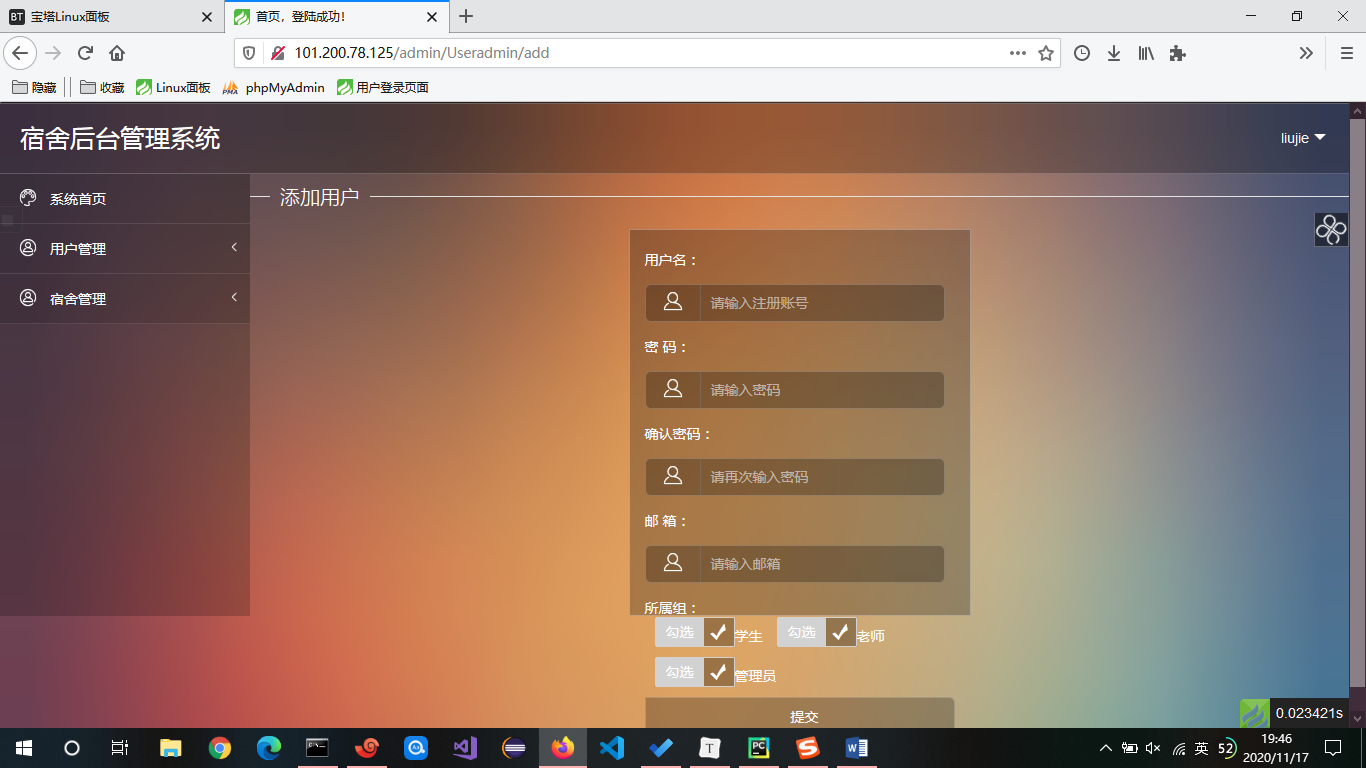 BT 宝塔Linux面板
首页，登陆成功!
101.200.78.125/admin/Useradmin/add
隐藏 收藏 Linux面板 PMA phpMyAdmin 用户登录页面
宿舍后台管理系统
liujie
系统首页
用户管理
宿舍管理
添加用户
用户名：
请输入注册账号
密 码：
请输入密码
确认密码：
请再次输入密码
邮 箱：
请输入邮箱
所属组：
勾选 学生 勾选 老师
勾选 管理员
提交
0.023421s
英 52
19:46
2020/11/17